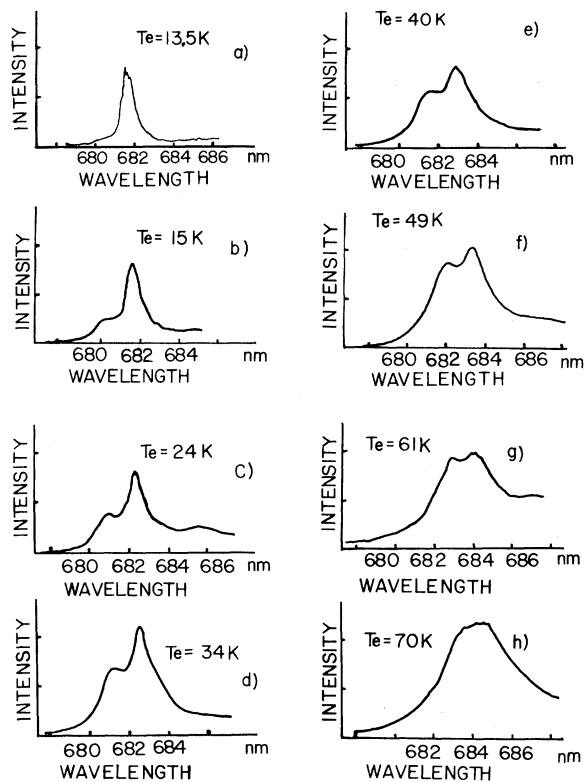 Te=13,5K
a)
INTENSITY
680 682 684 686 nm
WAVELENGTH
Te= 15 K
b)
INTENSITY
680 682 684 nm
WAVELENGTH
Te= 24 K
c)
INTENSITY
680 682 684 686 nm
WAVELENGTH
Te= 34 K
d)
INTENSITY
680 682 684 nm
WAVELENGTH
Te= 40 K
e)
INTENSITY
680 682 684 nm
WAVELENGTH
Te= 49K
f)
INTENSITY
680 682 684 686 nm
WAVELENGTH
Te= 61K
g)
INTENSITY
680 682 684 686 nm
WAVELENGTH
Te= 70K
h)
INTENSITY
682 684 686 nm
WAVELENGTH